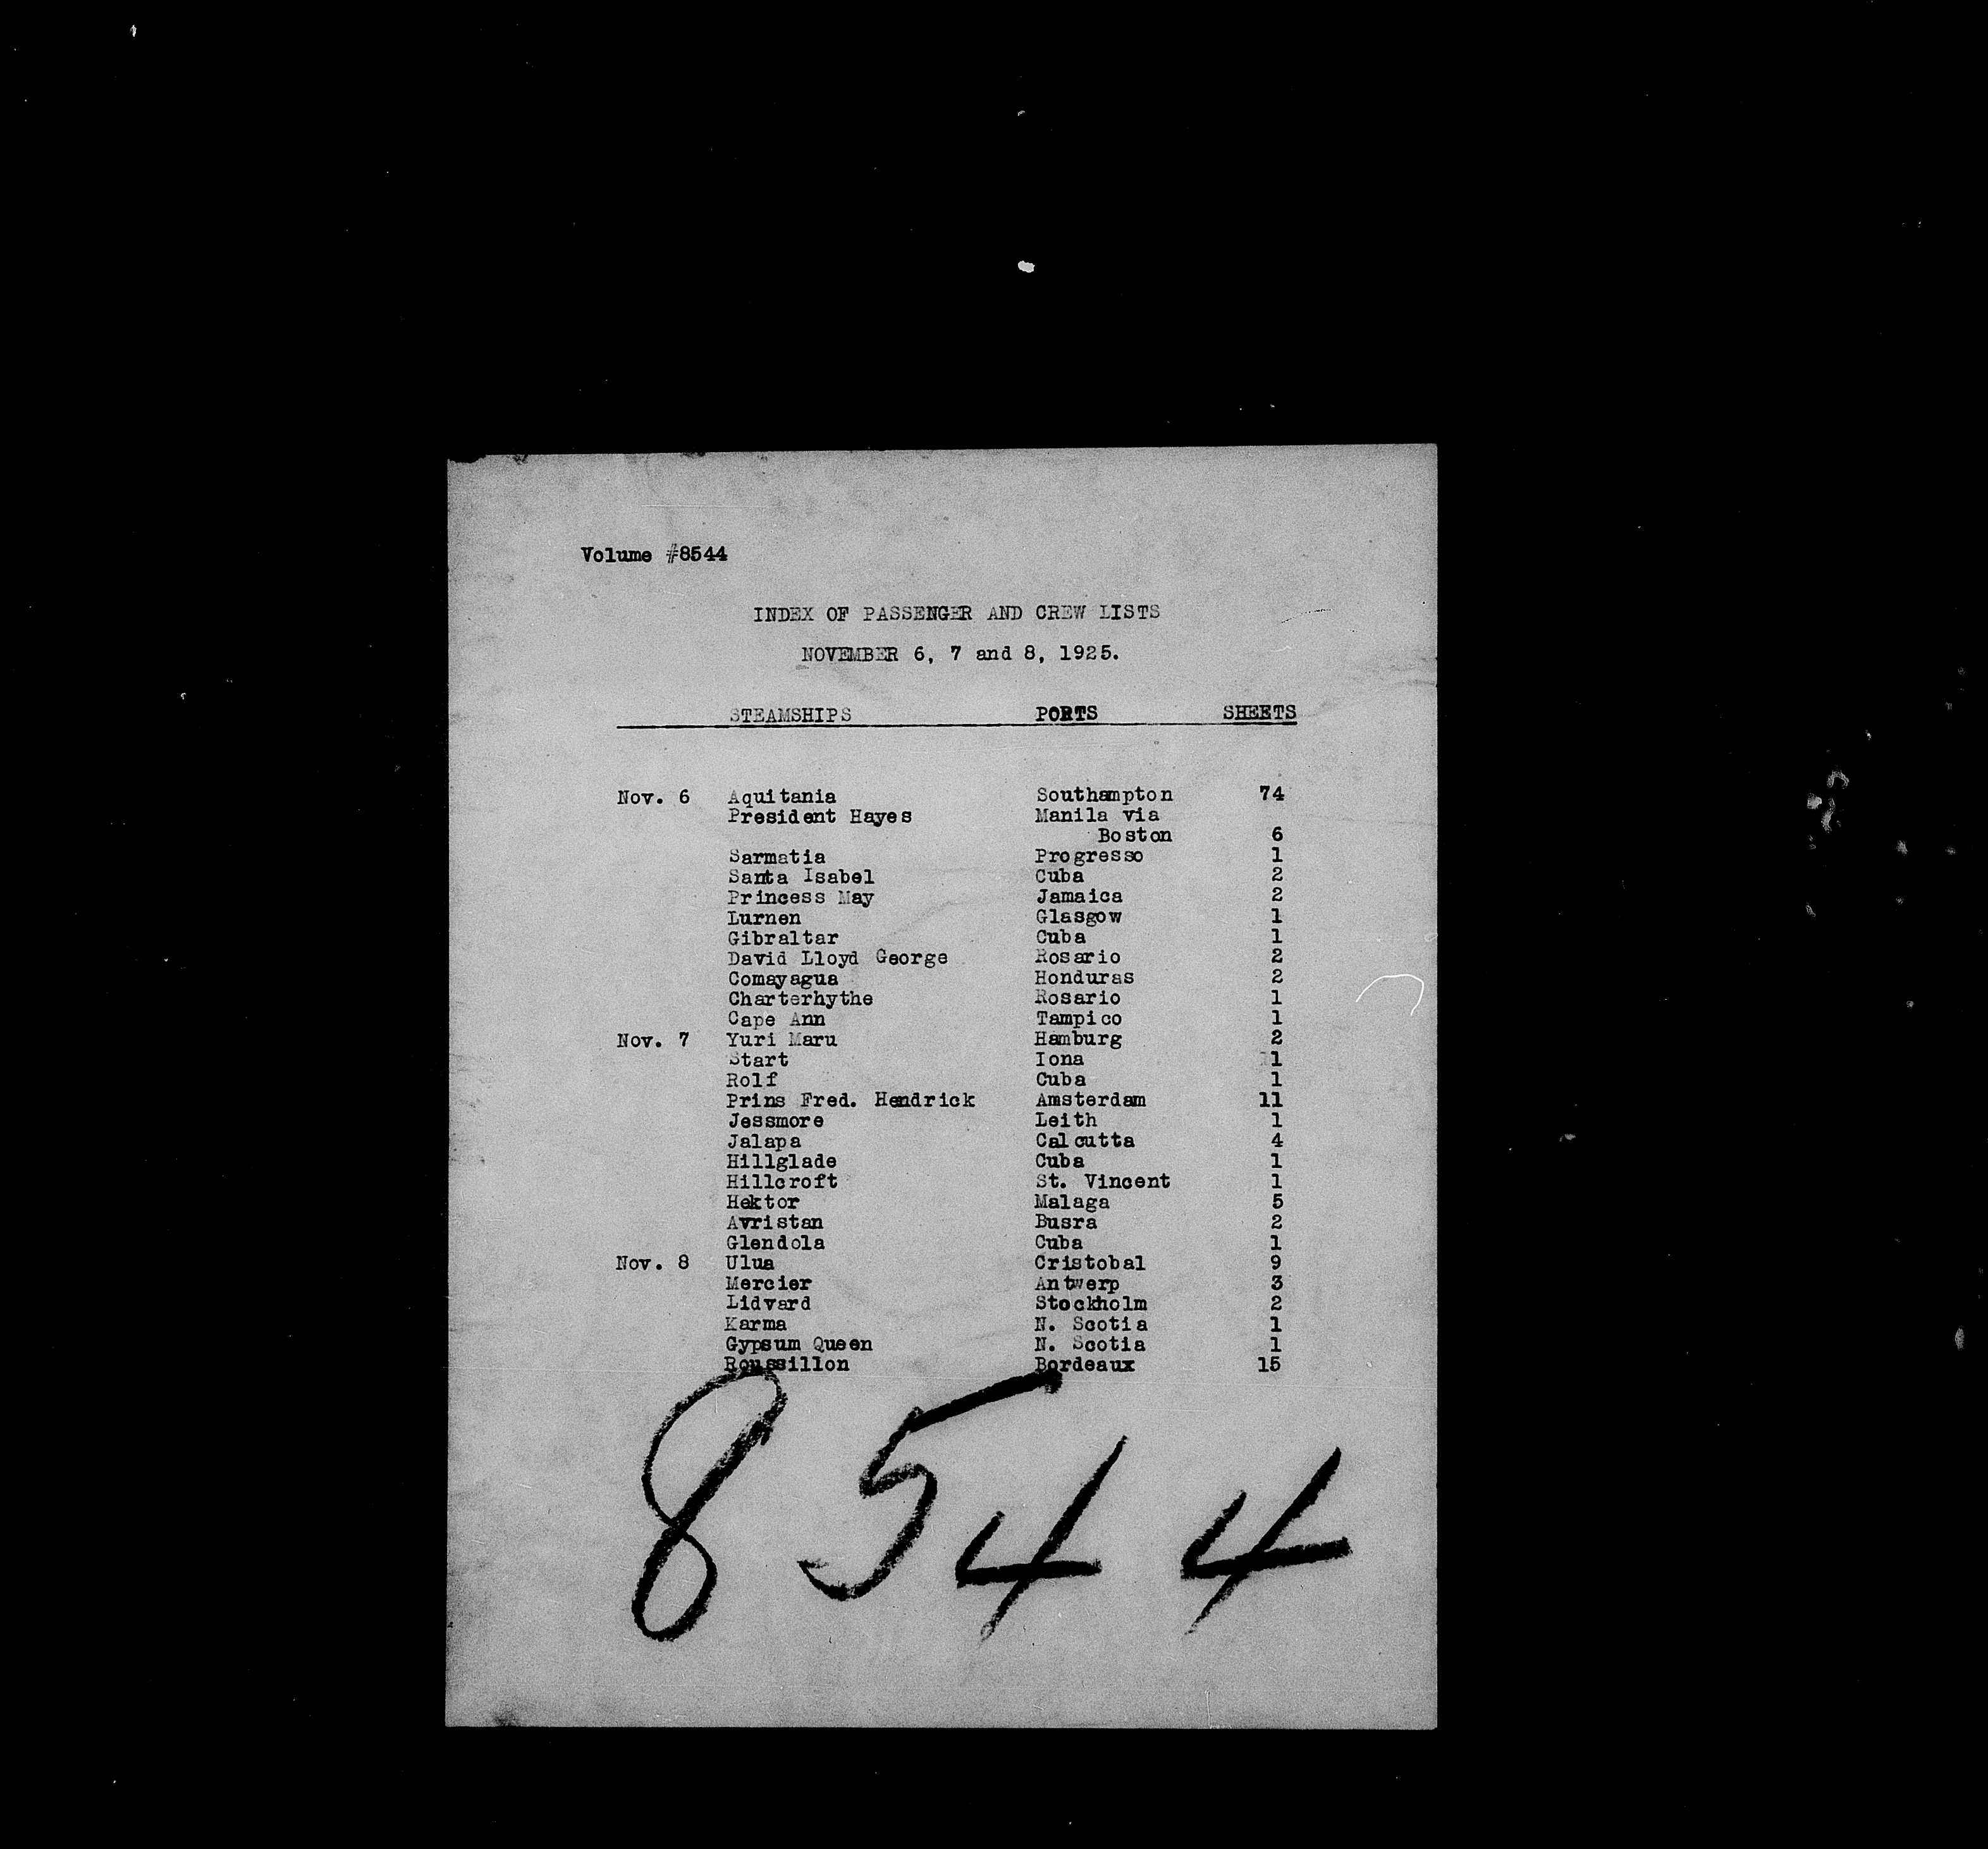 Volume #8544
INDEX OF PASSENGER AND CREW LISTS
NOVEMBER 6, 7 and 8, 1925.
STEAMSHIPS PORTS SHEETS
Nov. 6 Aquitania Southampton 74
President Hayes Manila via
Boston 6
Sarmatia Progresso 1
Santa Isabel Cuba 2
Princess May Jamaica 2
Lurnen Glasgow 1
Gibraltar Cuba 1
David Lloyd George Rosario 2
Comayagua Honduras 2
Charterhythe Rosario 1
Cape Ann Tampico 1
Nov. 7 Yuri Maru Hamburg 2
Start Iona 1
Rolf Cuba 1
Prins Fred. Hendrick Amsterdam 11
Jessmore Leith 1
Jalapa Calcutta 4
Hillglade Cuba 1
Hillcroft St. Vincent 1
Hektor Malaga 5
Avristan Busra 2
Glendola Cuba 1
Nov. 8 Ulua Cristobal 9
Mercier Antwerp 3
Lidvard Stockholm 2
Karma N. Scotia 1
Gypsum Queen N. Scotia 1
Roussillon Bordeaux 15
8544